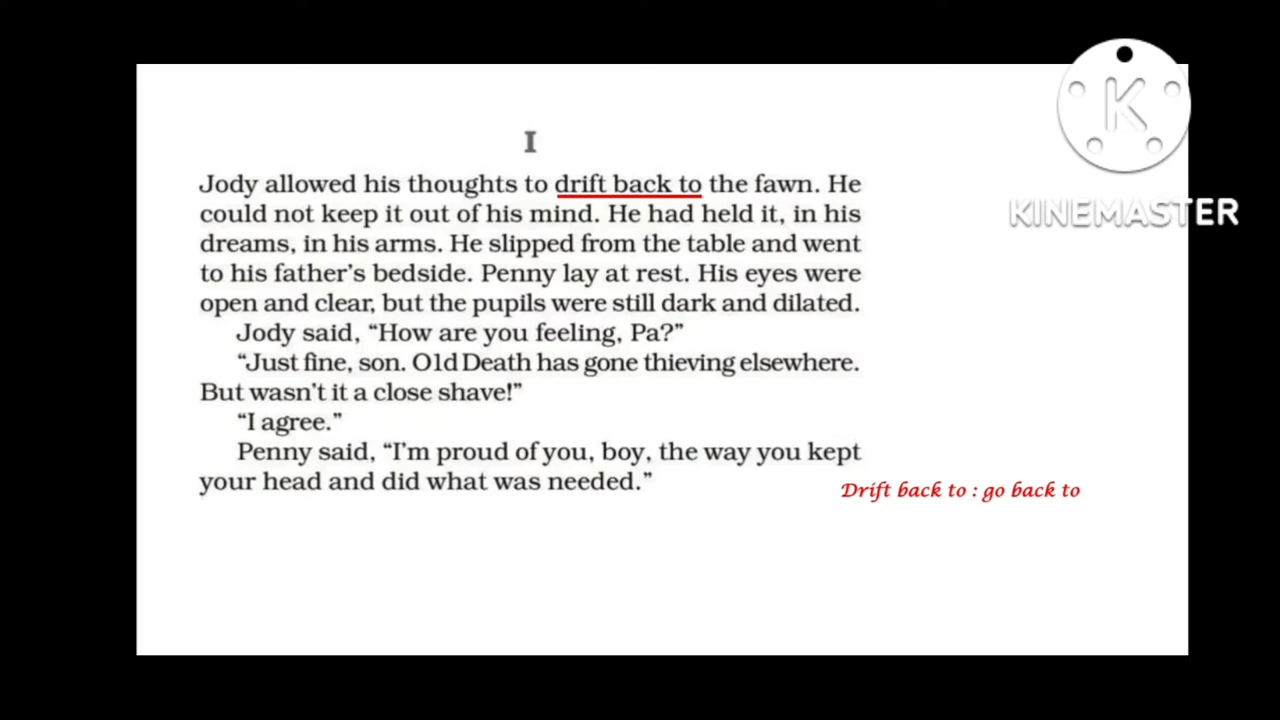 I
Jody allowed his thoughts to drift back to the fawn. He
could not keep it out of his mind. He had held it, in his
dreams, in his arms. He slipped from the table and went
to his father’s bedside. Penny lay at rest. His eyes were
open and clear, but the pupils were still dark and dilated.
Jody said, “How are you feeling, Pa?”
“Just fine, son. Old Death has gone thieving elsewhere.
But wasn’t it a close shave!”
“I agree.”
Penny said, “I’m proud of you, boy, the way you kept
your head and did what was needed.”
Drift back to : go back to
K
KINEMASTER